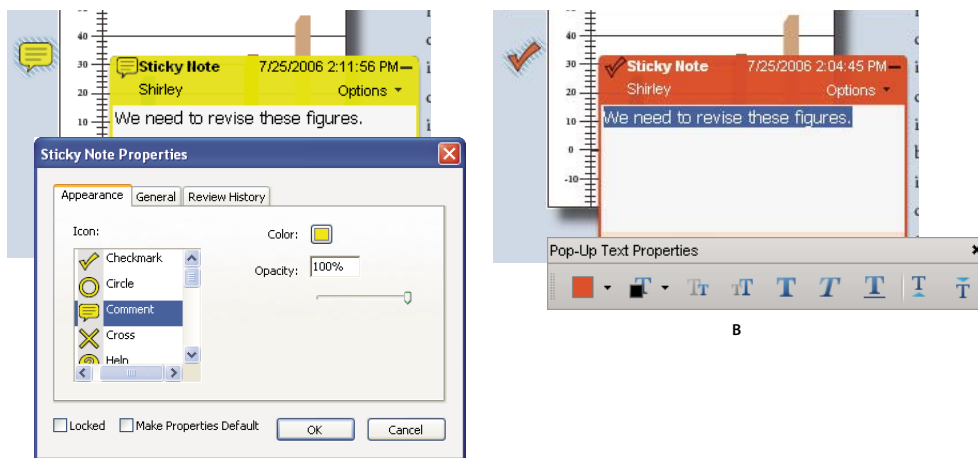 40
30
20
10
Sticky Note 7/25/2006 2:11:56 PM
Shirley Options
We need to revise these figures.
Sticky Note Properties
Appearance General Review History
Icon:
Checkmark
Circle
Comment
Cross
Help
Color:
Opacity: 100%
Locked Make Properties Default OK Cancel
40
30
20
10
0
-10
Sticky Note 7/25/2006 2:04:45 PM
Shirley Options
We need to revise these figures.
Pop-Up Text Properties
T TT TT T T T T T
B